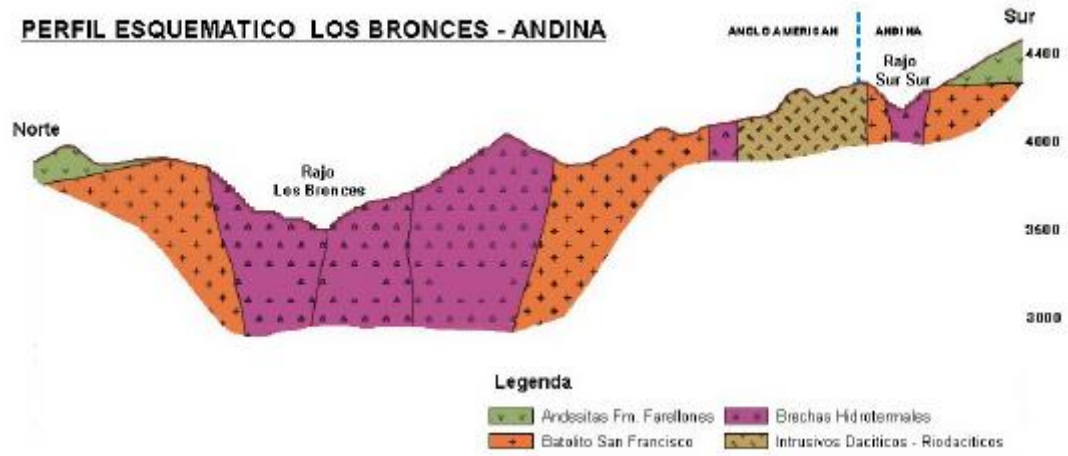 PERFIL ESQUEMATICO LOS BRONCES - ANDINA
ANGLO AMERICAN
ANDINA
Sur
4400
Rajo
Sur Sur
Norte
4000
Rajo
Los Bronces
3500
3000
Legenda
Andesitas Fm. Farellones
Brechas Hidrotermales
Batolito San Francisco
Intrusivos Daciticos - Riodaciticos